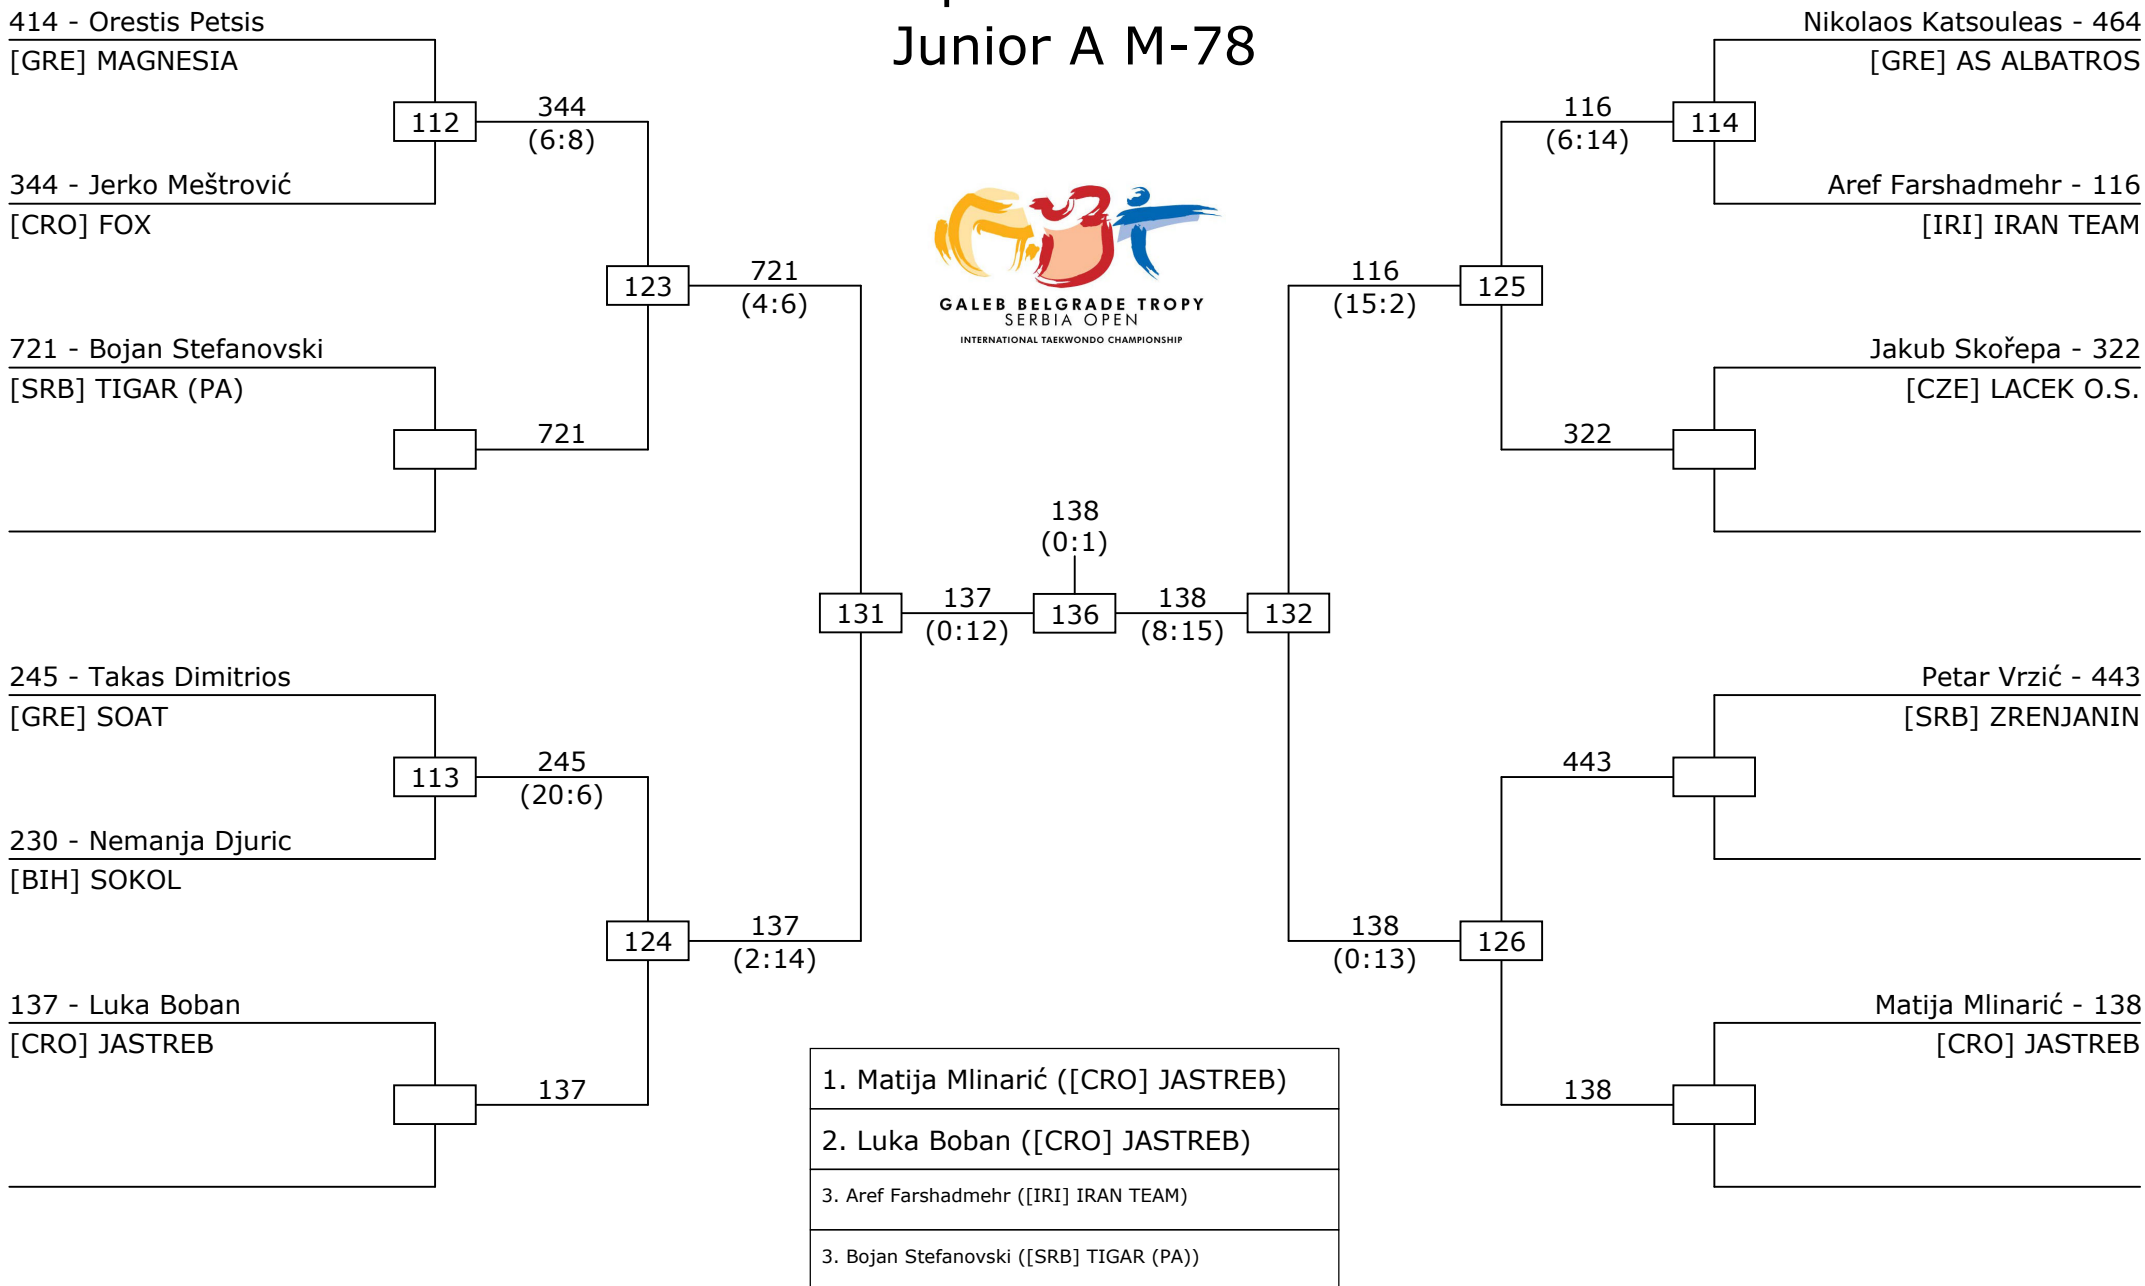 Junior A M-78
414 - Orestis Petsis
[GRE] MAGNESIA
112
344
(6:8)
344 - Jerko Meštrović
[CRO] FOX
123
721
(4:6)
721 - Bojan Stefanovski
[SRB] TIGAR (PA)
721
245 - Takas Dimitrios
[GRE] SOAT
113
245
(20:6)
230 - Nemanja Djuric
[BIH] SOKOL
124
137
(2:14)
137 - Luka Boban
[CRO] JASTREB
137
GALEB BELGRADE TROPY
SERBIA OPEN
INTERNATIONAL TAEKWONDO CHAMPIONSHIP
138
(0:1)
131
137
(0:12)
136
138
(8:15)
132
Nikolaos Katsouleas - 464
[GRE] AS ALBATROS
116
(6:14)
114
Aref Farshadmehr - 116
[IRI] IRAN TEAM
116
(15:2)
125
Jakub Skořepa - 322
[CZE] LACEK O.S.
322
Petar Vrzić - 443
[SRB] ZRENJANIN
443
138
(0:13)
126
Matija Mlinarić - 138
[CRO] JASTREB
138
1. Matija Mlinarić ([CRO] JASTREB)
2. Luka Boban ([CRO] JASTREB)
3. Aref Farshadmehr ([IRI] IRAN TEAM)
3. Bojan Stefanovski ([SRB] TIGAR (PA))